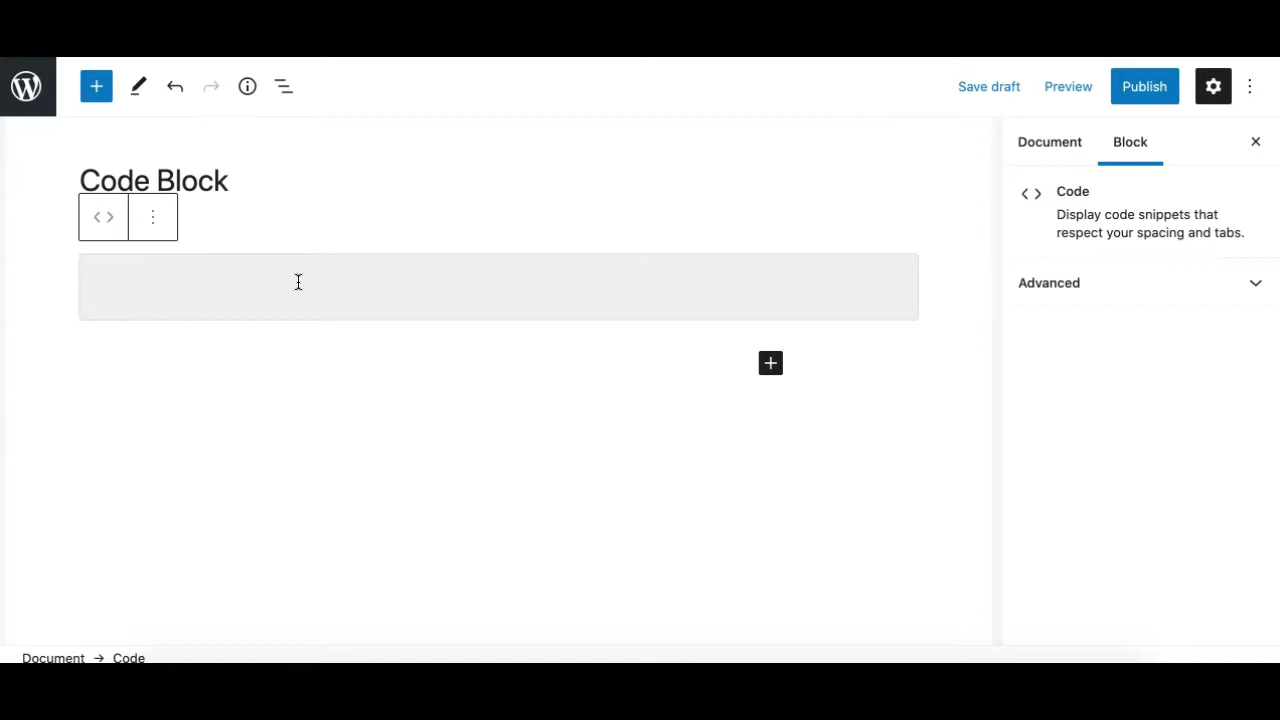 Save draft
Preview
Publish
Code Block
Document
Block
Code
Display code snippets that
respect your spacing and tabs.
Advanced
Document → Code